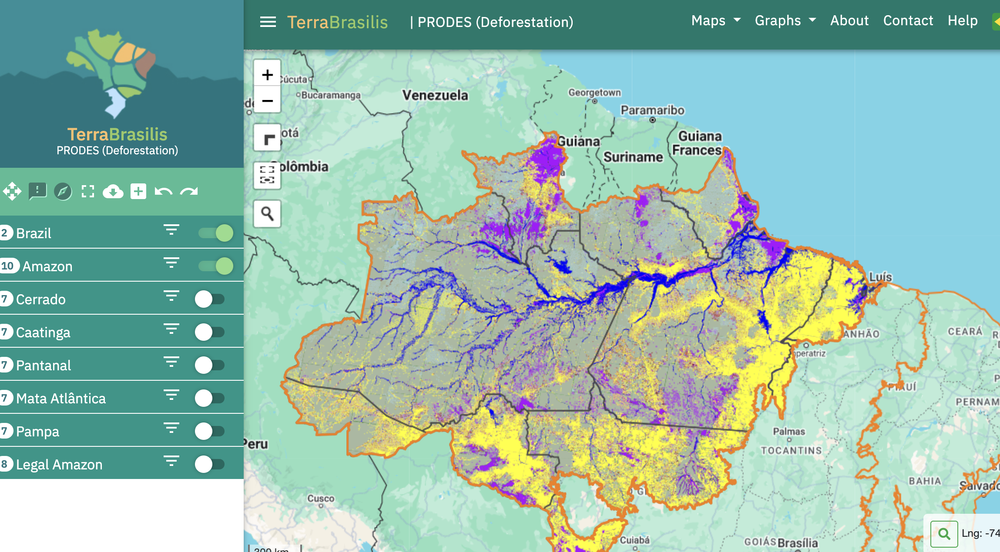 TerraBrasilis
PRODES (Deforestation)
2 Brazil
10 Amazon
7 Cerrado
7 Caatinga
7 Pantanal
7 Mata Atlântica
7 Pampa
8 Legal Amazon
TerraBrasilis | PRODES (Deforestation)
Maps Graphs About Contact Help
+
−
Cúcuta
Bucaramanga
Venezuela
Georgetown
Paramaribo
otá
Guiana
Guiana
Frances
Suriname
olômbia
Luís
ANHÃO
CEARÁ
peratriz
PIAUÍ
PERNAM
Palmas
TOCANTINS
Peru
BAHIA
Salvado
Cusco
Cuiabá
GOIÁS
Brasília
Lng: -74
300 km